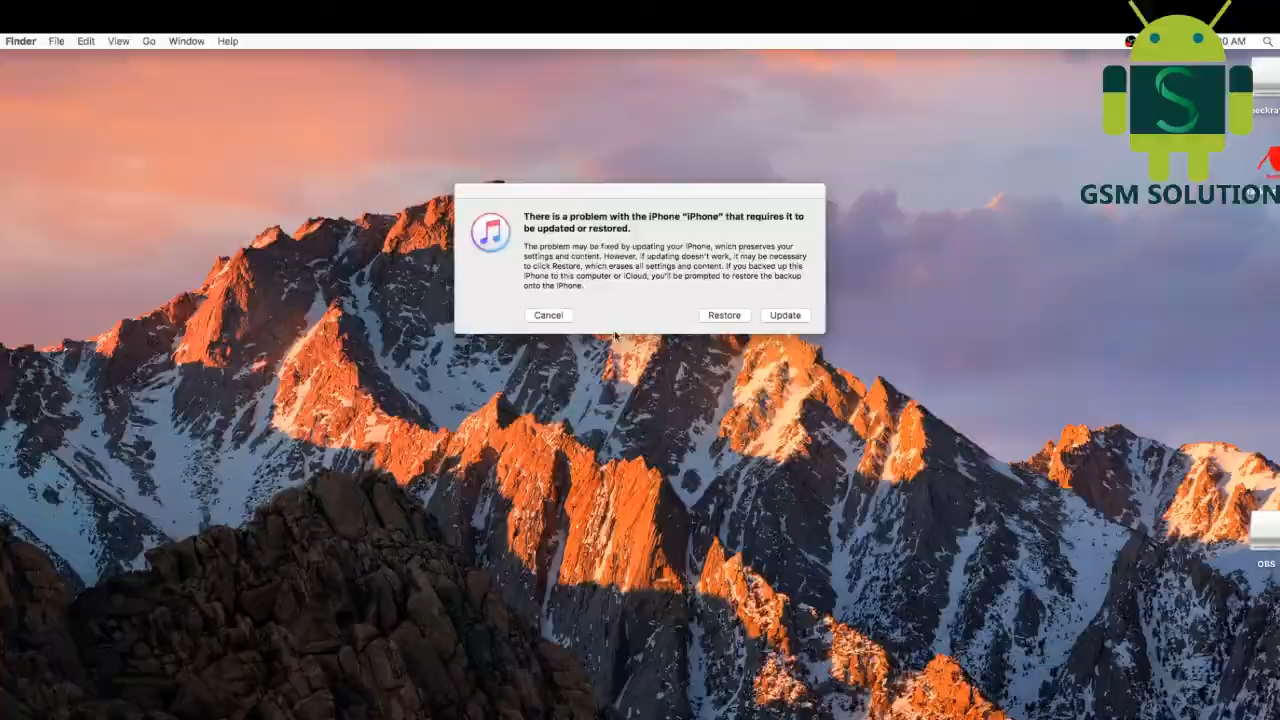 Finder File Edit View Go Window Help
0 AM
S
eckra
GSM SOLUTION
There is a problem with the iPhone “iPhone” that requires it to
be updated or restored.
The problem may be fixed by updating your iPhone, which preserves your
settings and content. However, if updating doesn't work, it may be necessary
to click Restore, which erases all settings and content. If you backed up this
iPhone to this computer or iCloud, you'll be prompted to restore the backup
onto the iPhone.
Cancel Restore Update
OBS